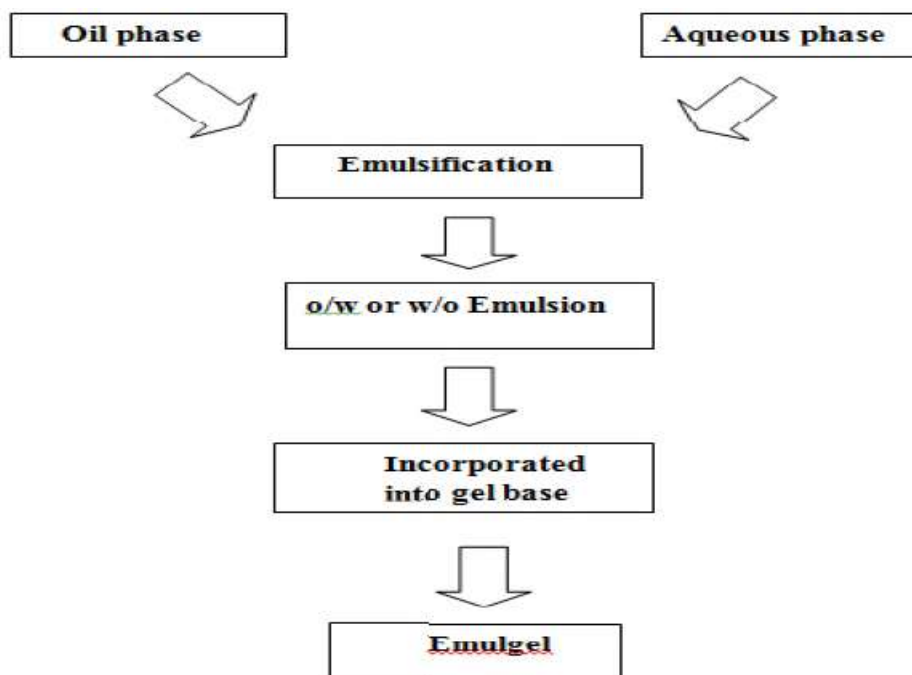 Oil phase
Aqueous phase
Emulsification
o/w or w/o Emulsion
Incorporated
into gel base
Emulgel